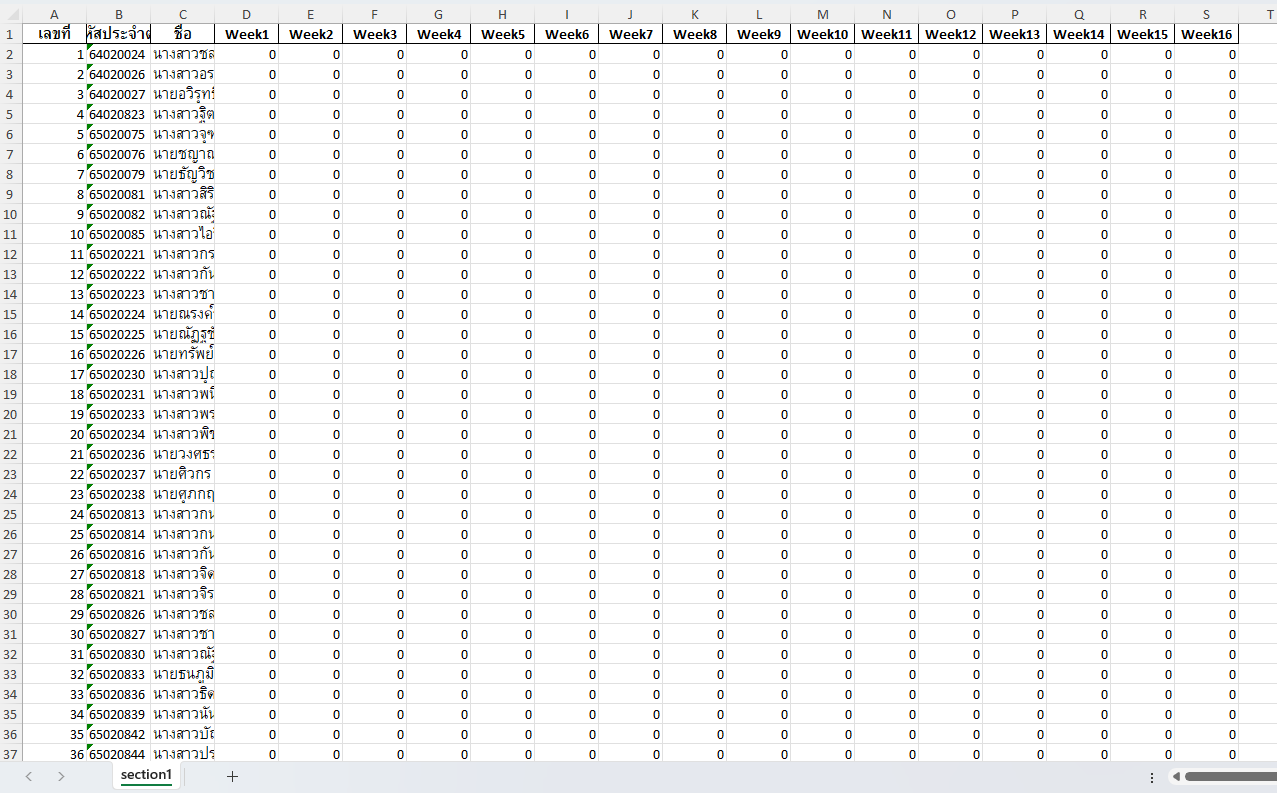 A B C D E F G H I J K L M N O P Q R S T
1 เลขที่ หัสประจำต ชื่อ Week1 Week2 Week3 Week4 Week5 Week6 Week7 Week8 Week9 Week10 Week11 Week12 Week13 Week14 Week15 Week16
2 1 64020024 นางสาวชล 0 0 0 0 0 0 0 0 0 0 0 0 0 0 0 0
3 2 64020026 นางสาวอร 0 0 0 0 0 0 0 0 0 0 0 0 0 0 0 0
4 3 64020027 นายอวิรุทธิ 0 0 0 0 0 0 0 0 0 0 0 0 0 0 0 0
5 4 64020823 นางสาวฐิต 0 0 0 0 0 0 0 0 0 0 0 0 0 0 0 0
6 5 65020075 นางสาวจุฑ 0 0 0 0 0 0 0 0 0 0 0 0 0 0 0 0
7 6 65020076 นายชญาณ 0 0 0 0 0 0 0 0 0 0 0 0 0 0 0 0
8 7 65020079 นายธัญวิช 0 0 0 0 0 0 0 0 0 0 0 0 0 0 0 0
9 8 65020081 นางสาวสิริ 0 0 0 0 0 0 0 0 0 0 0 0 0 0 0 0
10 9 65020082 นางสาวณัฐ 0 0 0 0 0 0 0 0 0 0 0 0 0 0 0 0
11 10 65020085 นางสาวไอ 0 0 0 0 0 0 0 0 0 0 0 0 0 0 0 0
12 11 65020221 นางสาวกร 0 0 0 0 0 0 0 0 0 0 0 0 0 0 0 0
13 12 65020222 นางสาวกัน 0 0 0 0 0 0 0 0 0 0 0 0 0 0 0 0
14 13 65020223 นางสาวชา 0 0 0 0 0 0 0 0 0 0 0 0 0 0 0 0
15 14 65020224 นายณรงค์ 0 0 0 0 0 0 0 0 0 0 0 0 0 0 0 0
16 15 65020225 นายณัฏฐชั 0 0 0 0 0 0 0 0 0 0 0 0 0 0 0 0
17 16 65020226 นายทรัพย์ 0 0 0 0 0 0 0 0 0 0 0 0 0 0 0 0
18 17 65020230 นางสาวปุณ 0 0 0 0 0 0 0 0 0 0 0 0 0 0 0 0
19 18 65020231 นางสาวพนิ 0 0 0 0 0 0 0 0 0 0 0 0 0 0 0 0
20 19 65020233 นางสาวพร 0 0 0 0 0 0 0 0 0 0 0 0 0 0 0 0
21 20 65020234 นางสาวพิช 0 0 0 0 0 0 0 0 0 0 0 0 0 0 0 0
22 21 65020236 นายวงศธร 0 0 0 0 0 0 0 0 0 0 0 0 0 0 0 0
23 22 65020237 นายศิวกร 0 0 0 0 0 0 0 0 0 0 0 0 0 0 0 0
24 23 65020238 นายศุภกฤ 0 0 0 0 0 0 0 0 0 0 0 0 0 0 0 0
25 24 65020813 นางสาวกน 0 0 0 0 0 0 0 0 0 0 0 0 0 0 0 0
26 25 65020814 นางสาวกน 0 0 0 0 0 0 0 0 0 0 0 0 0 0 0 0
27 26 65020816 นางสาวกัน 0 0 0 0 0 0 0 0 0 0 0 0 0 0 0 0
28 27 65020818 นางสาวจิต 0 0 0 0 0 0 0 0 0 0 0 0 0 0 0 0
29 28 65020821 นางสาวจิร 0 0 0 0 0 0 0 0 0 0 0 0 0 0 0 0
30 29 65020826 นางสาวชล 0 0 0 0 0 0 0 0 0 0 0 0 0 0 0 0
31 30 65020827 นางสาวชา 0 0 0 0 0 0 0 0 0 0 0 0 0 0 0 0
32 31 65020830 นางสาวณัฐ 0 0 0 0 0 0 0 0 0 0 0 0 0 0 0 0
33 32 65020833 นายธนภูมิ 0 0 0 0 0 0 0 0 0 0 0 0 0 0 0 0
34 33 65020836 นางสาวธิด 0 0 0 0 0 0 0 0 0 0 0 0 0 0 0 0
35 34 65020839 นางสาวนัน 0 0 0 0 0 0 0 0 0 0 0 0 0 0 0 0
36 35 65020842 นางสาวบัณ 0 0 0 0 0 0 0 0 0 0 0 0 0 0 0 0
37 36 65020844 นางสาวปร 0 0 0 0 0 0 0 0 0 0 0 0 0 0 0 0
section1